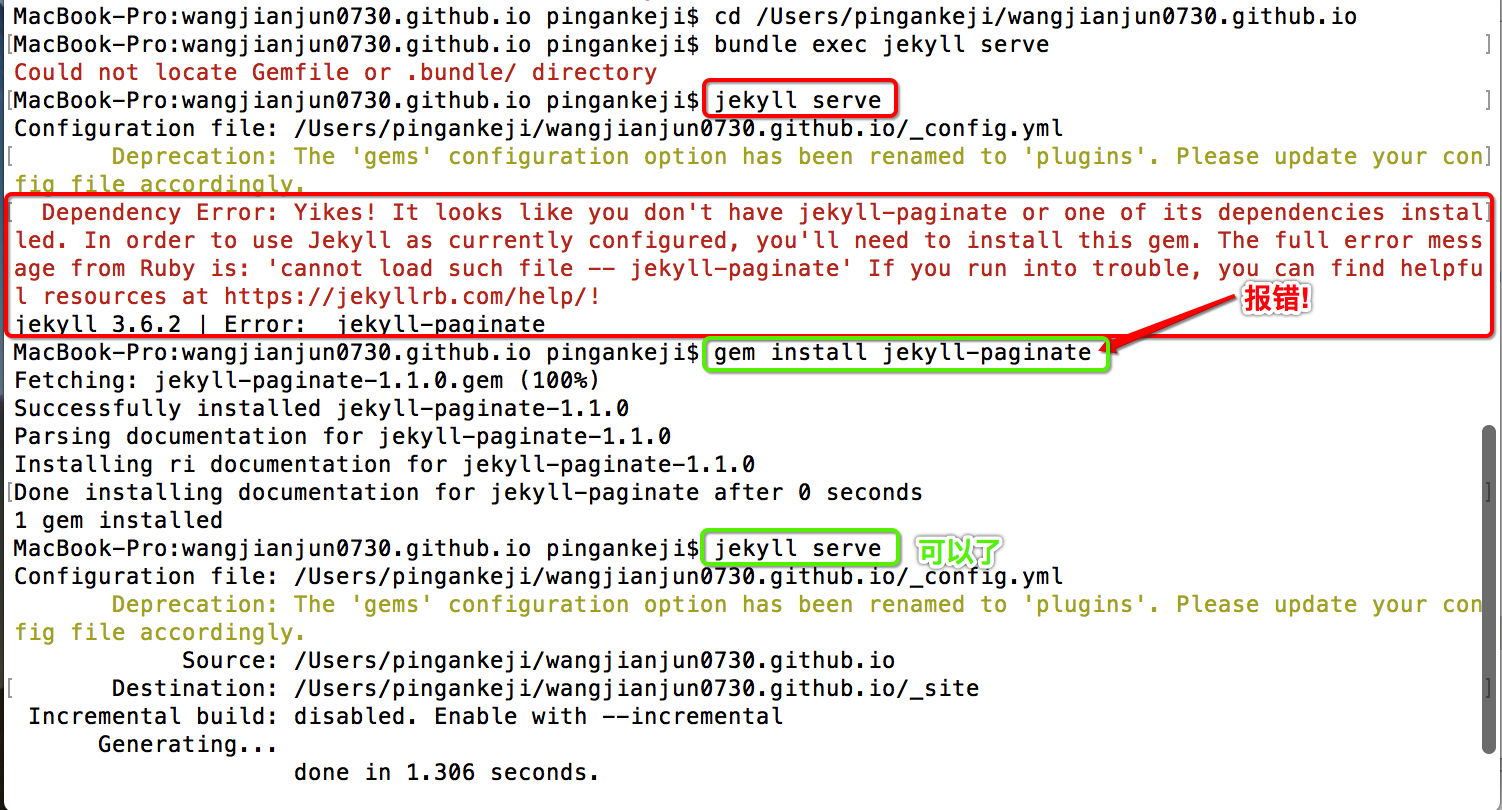 MacBook-Pro:wangjianjun0730.github.io pingankeji$ cd /Users/pingankeji/wangjianjun0730.github.io
[MacBook-Pro:wangjianjun0730.github.io pingankeji$ bundle exec jekyll serve ]
Could not locate Gemfile or .bundle/ directory
[MacBook-Pro:wangjianjun0730.github.io pingankeji$ jekyll serve ]
Configuration file: /Users/pingankeji/wangjianjun0730.github.io/_config.yml
[ Deprecation: The 'gems' configuration option has been renamed to 'plugins'. Please update your con]
fig file accordingly.
[ Dependency Error: Yikes! It looks like you don't have jekyll-paginate or one of its dependencies instal]
led. In order to use Jekyll as currently configured, you'll need to install this gem. The full error mess
age from Ruby is: 'cannot load such file -- jekyll-paginate' If you run into trouble, you can find helpfu
l resources at https://jekyllrb.com/help/!
报错!
jekyll 3.6.2 | Error:  jekyll-paginate
MacBook-Pro:wangjianjun0730.github.io pingankeji$ gem install jekyll-paginate
Fetching: jekyll-paginate-1.1.0.gem (100%)
Successfully installed jekyll-paginate-1.1.0
Parsing documentation for jekyll-paginate-1.1.0
Installing ri documentation for jekyll-paginate-1.1.0
[Done installing documentation for jekyll-paginate after 0 seconds ]
1 gem installed
MacBook-Pro:wangjianjun0730.github.io pingankeji$ jekyll serve 可以了
Configuration file: /Users/pingankeji/wangjianjun0730.github.io/_config.yml
Deprecation: The 'gems' configuration option has been renamed to 'plugins'. Please update your con
fig file accordingly.
Source: /Users/pingankeji/wangjianjun0730.github.io
[ Destination: /Users/pingankeji/wangjianjun0730.github.io/_site ]
Incremental build: disabled. Enable with --incremental
Generating...
done in 1.306 seconds.